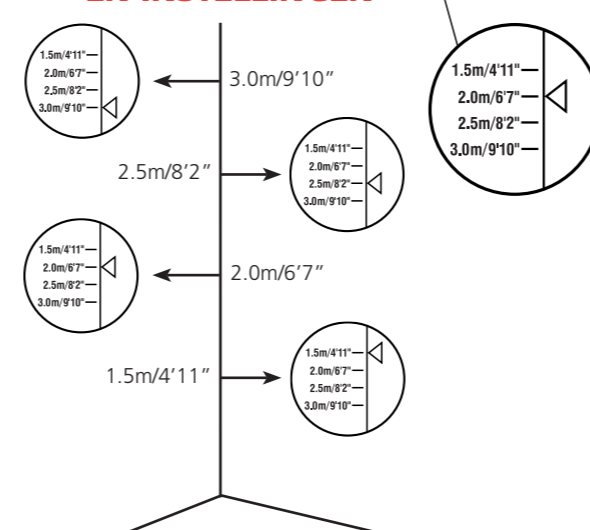 EN INSTELLINGEN
1.5m/4'11"
2.0m/6'7"
2.5m/8'2"
3.0m/9'10"
3.0m/9’10”
1.5m/4'11"
2.0m/6'7"
2.5m/8'2"
3.0m/9'10"
2.5m/8’2”
1.5m/4'11"
2.0m/6'7"
2.5m/8'2"
3.0m/9'10"
1.5m/4'11"
2.0m/6'7"
2.5m/8'2"
3.0m/9'10"
2.0m/6’7”
1.5m/4’11”
1.5m/4'11"
2.0m/6'7"
2.5m/8'2"
3.0m/9'10"